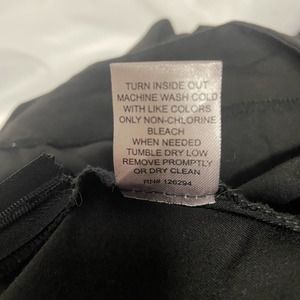 TURN INSIDE OUT
MACHINE WASH COLD
WITH LIKE COLORS
ONLY NON-CHLORINE
BLEACH
WHEN NEEDED
TUMBLE DRY LOW
REMOVE PROMPTLY
OR DRY CLEAN
RN# 126294